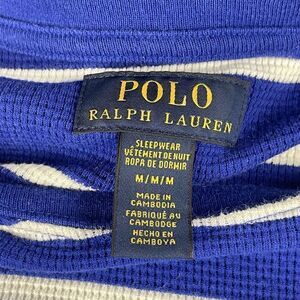 POLO
RALPH LAUREN
SLEEPWEAR
VÊTEMENT DE NUIT
ROPA DE DORMIR
M/M/M
MADE IN
CAMBODIA
FABRIQUÉ AU
CAMBODGE
HECHO EN
CAMBOYA